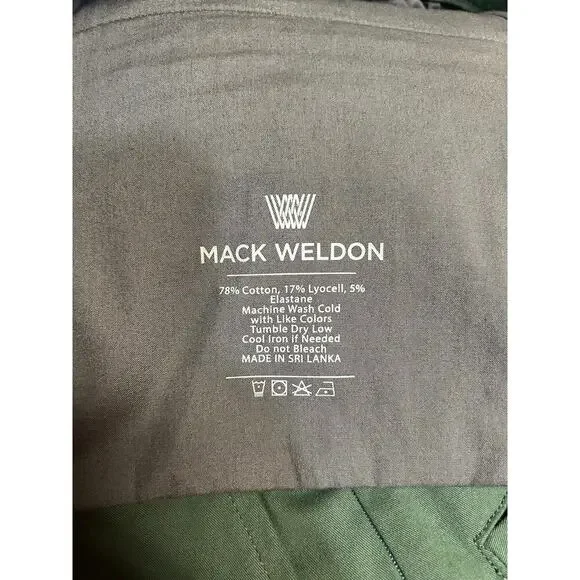 MACK WELDON
78% Cotton, 17% Lyocell, 5%
Elastane
Machine Wash Cold
with Like Colors
Tumble Dry Low
Cool Iron if Needed
Do not Bleach
MADE IN SRI LANKA